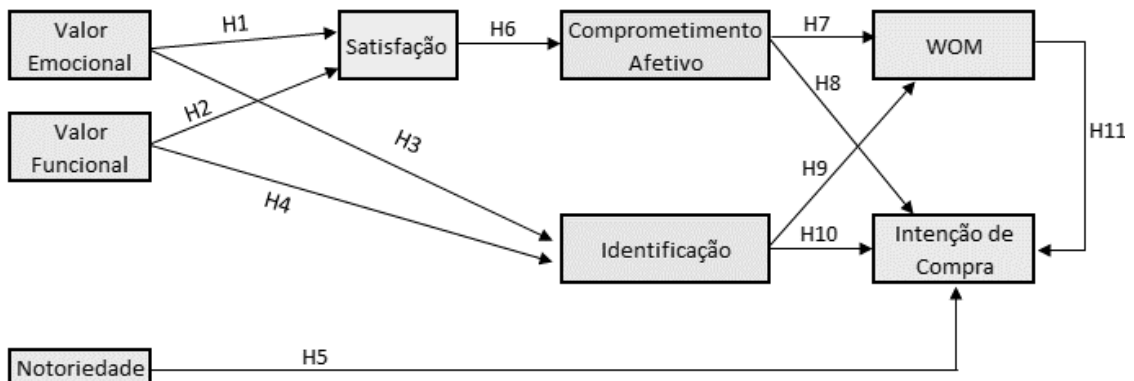 Valor
Emocional
H1
Satisfação
H6
Comprometimento
Afetivo
H7
WOM
H2
H8
Valor
Funcional
H3
H9
H11
H4
Identificação
H10
Intenção de
Compra
Notoriedade
H5